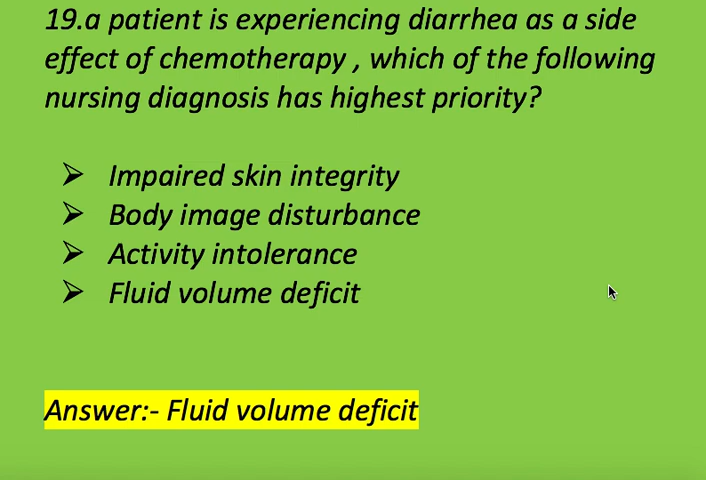 19.a patient is experiencing diarrhea as a side
effect of chemotherapy , which of the following
nursing diagnosis has highest priority?
➢ Impaired skin integrity
➢ Body image disturbance
➢ Activity intolerance
➢ Fluid volume deficit
Answer:- Fluid volume deficit